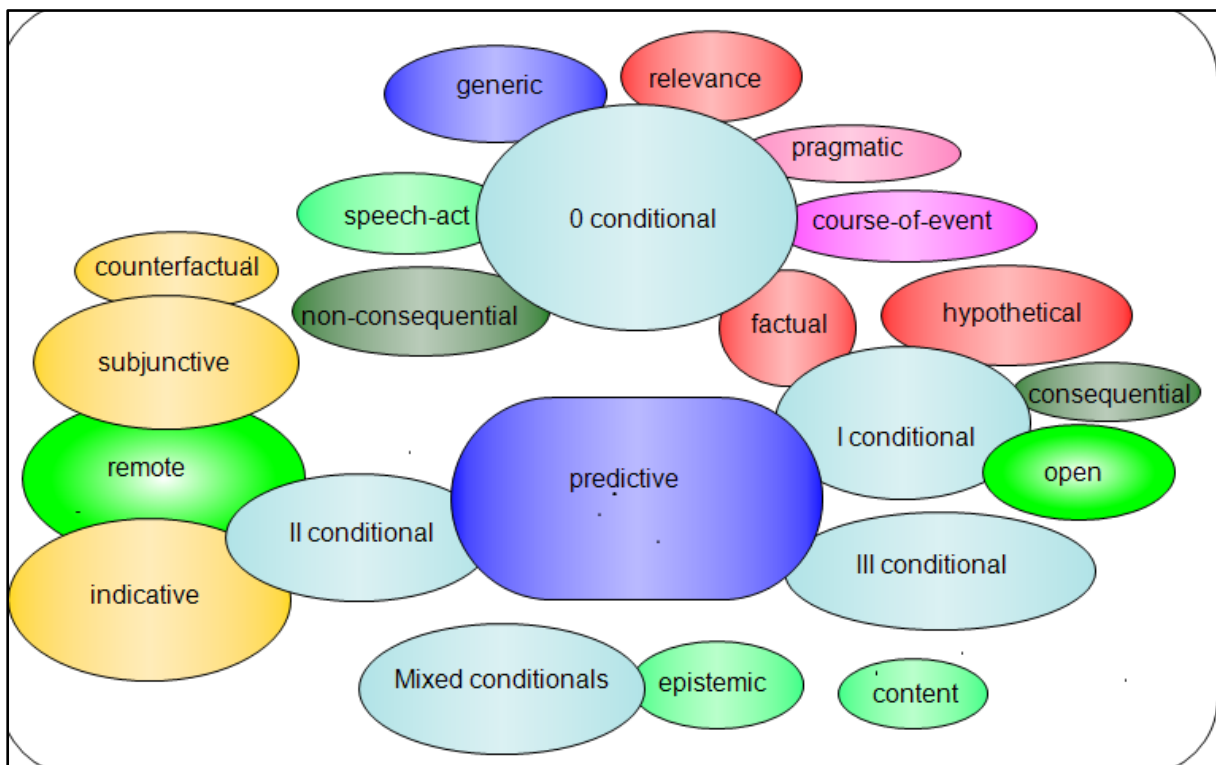 generic
relevance
pragmatic
speech-act
0 conditional
course-of-event
counterfactual
non-consequential
factual
hypothetical
subjunctive
consequential
I conditional
remote
predictive
open
II conditional
III conditional
indicative
Mixed conditionals
epistemic
content